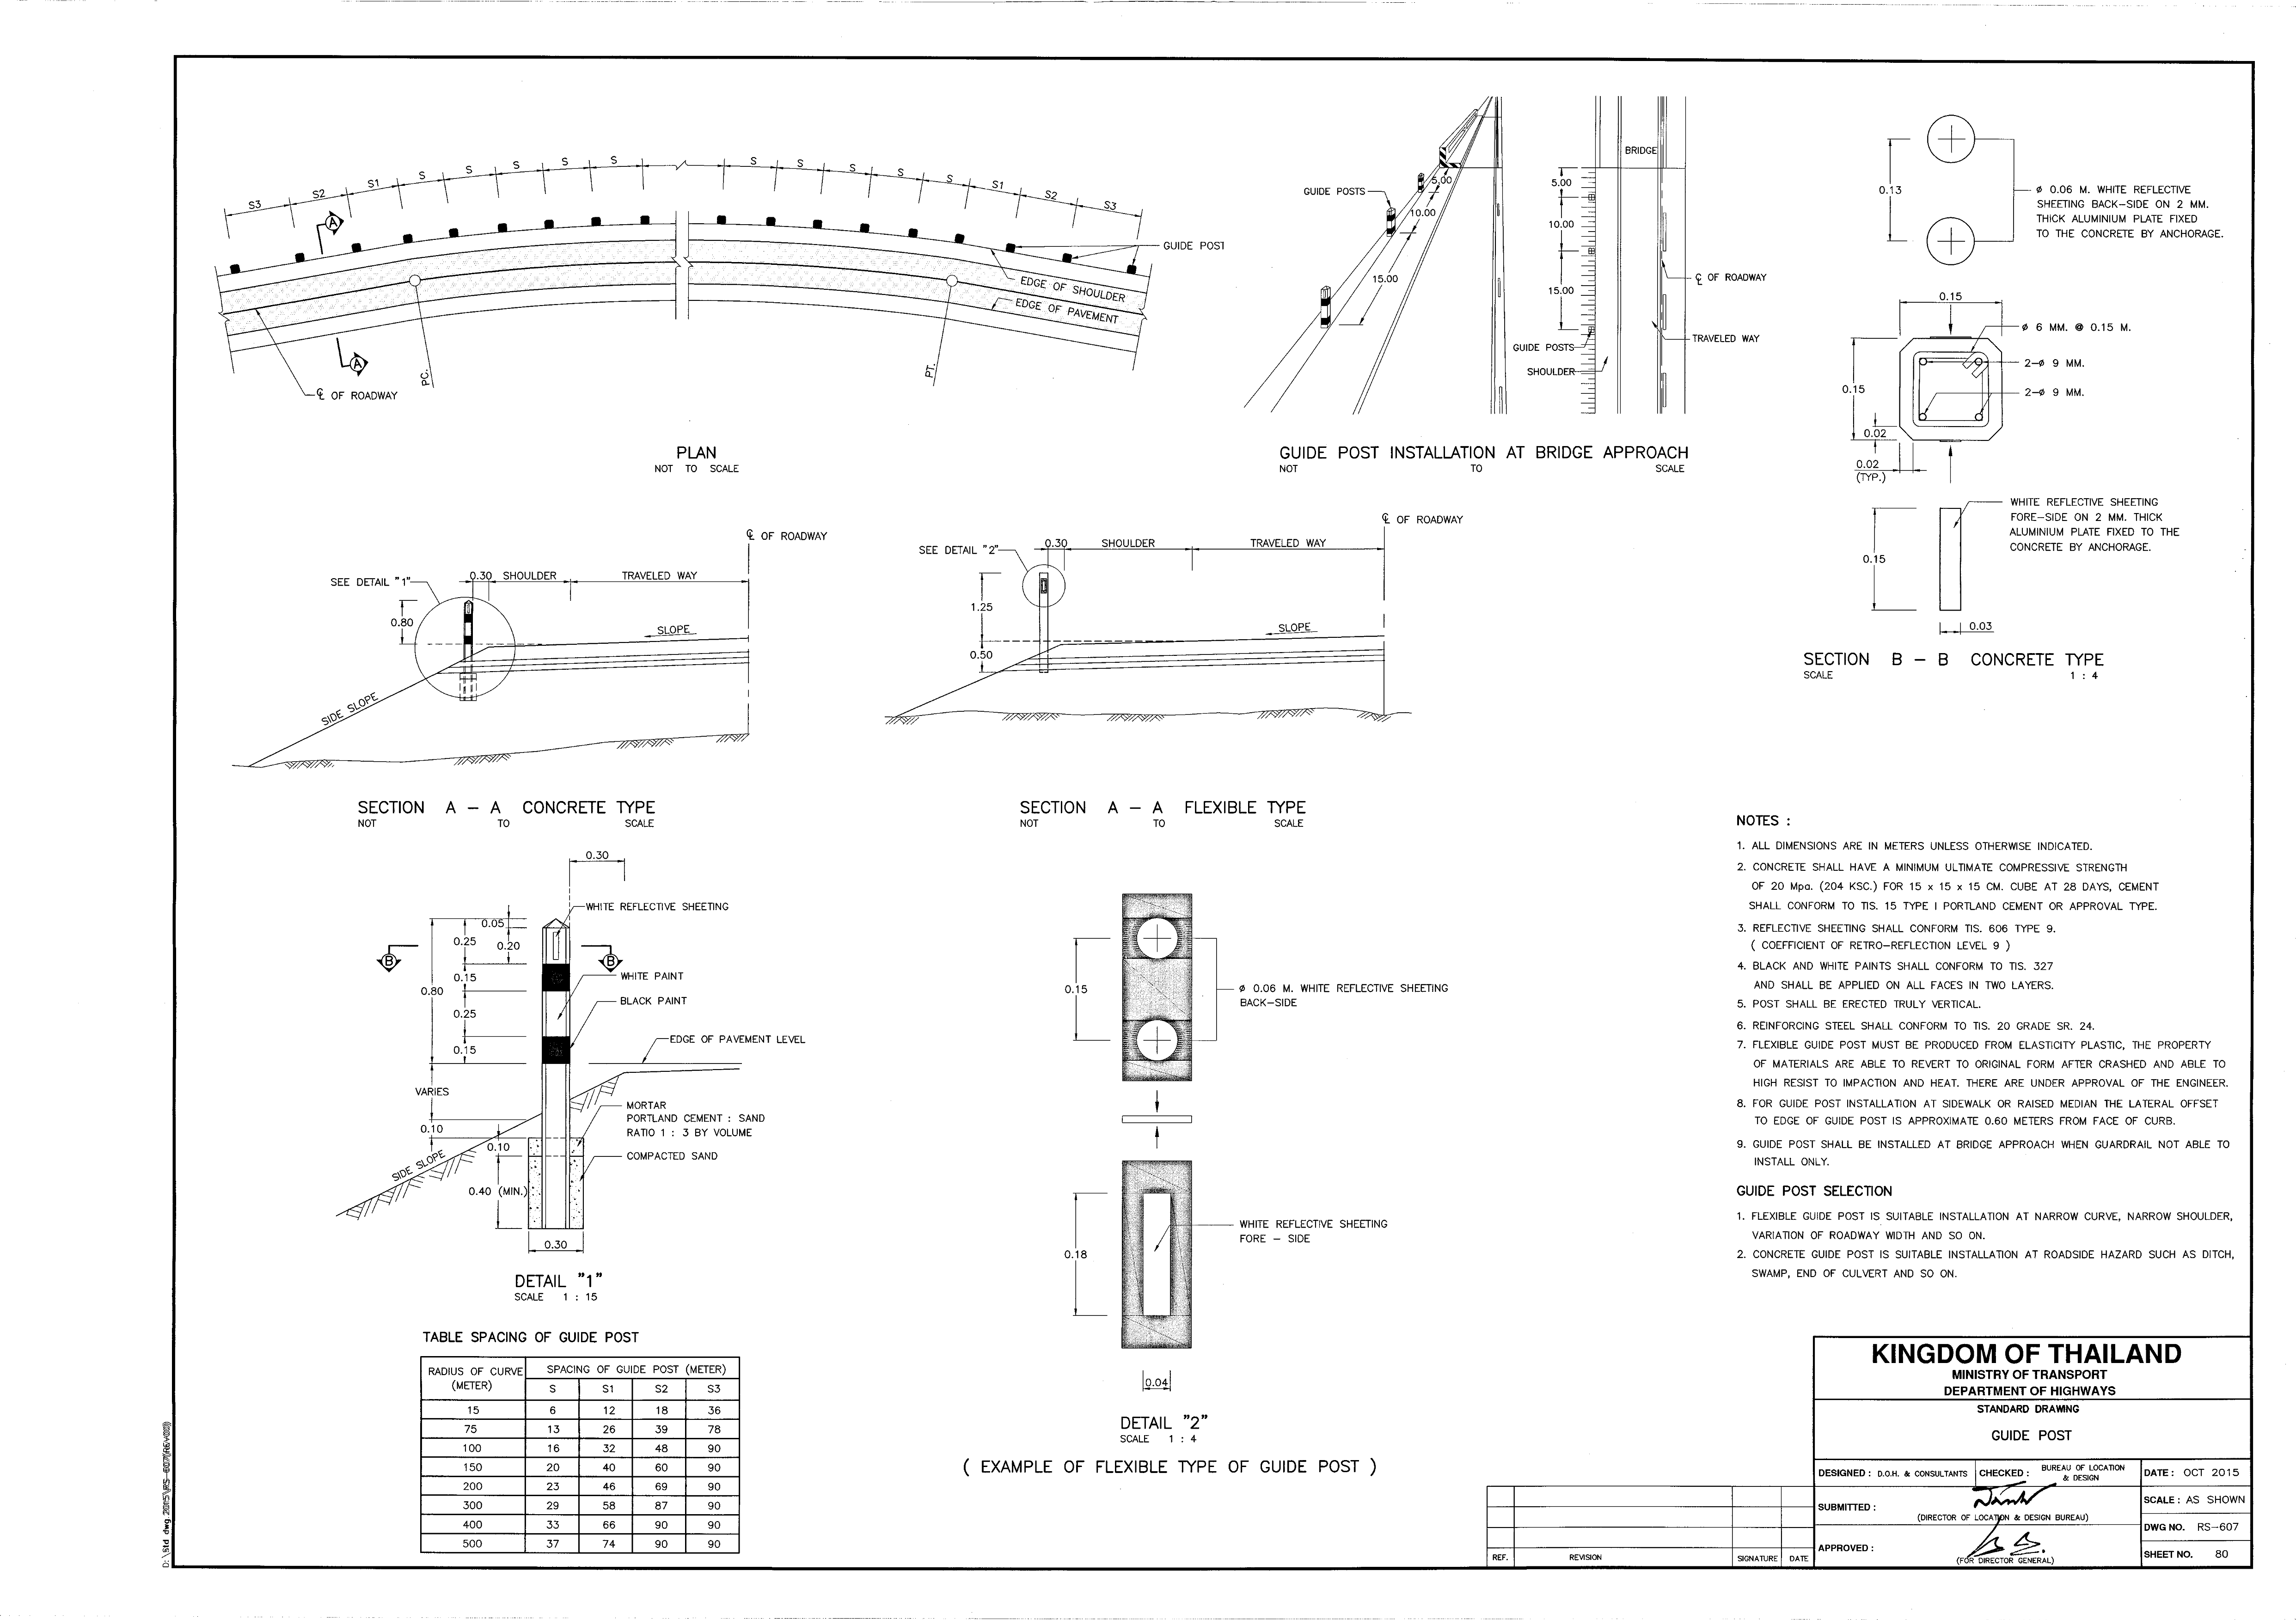 S3
S2
S1
S
S
S
S
S
S
S
S
S
S
S1
S2
S3
A
A
GUIDE POST
EDGE OF SHOULDER
EDGE OF PAVEMENT
PC.
PT.
℄ OF ROADWAY
PLAN
NOT TO SCALE
GUIDE POSTS
5.00
10.00
15.00
BRIDGE
5.00
10.00
15.00
℄ OF ROADWAY
TRAVELED WAY
GUIDE POSTS
SHOULDER
GUIDE POST INSTALLATION AT BRIDGE APPROACH
NOT TO SCALE
0.13
ø 0.06 M. WHITE REFLECTIVE
SHEETING BACK-SIDE ON 2 MM.
THICK ALUMINIUM PLATE FIXED
TO THE CONCRETE BY ANCHORAGE.
0.15
ø 6 MM. @ 0.15 M.
2-ø 9 MM.
2-ø 9 MM.
0.15
0.02
0.02
(TYP.)
WHITE REFLECTIVE SHEETING
FORE-SIDE ON 2 MM. THICK
ALUMINIUM PLATE FIXED TO THE
CONCRETE BY ANCHORAGE.
0.15
0.03
SECTION B - B CONCRETE TYPE
SCALE 1 : 4
℄ OF ROADWAY
SEE DETAIL "1"
0.30 SHOULDER TRAVELED WAY
0.80
SLOPE
SIDE SLOPE
SECTION A - A CONCRETE TYPE
NOT TO SCALE
℄ OF ROADWAY
SEE DETAIL "2"
0.30 SHOULDER TRAVELED WAY
1.25
0.50
SLOPE
SECTION A - A FLEXIBLE TYPE
NOT TO SCALE
0.30
WHITE REFLECTIVE SHEETING
0.05
0.25
0.20
B
B
0.15
WHITE PAINT
0.80
BLACK PAINT
0.25
0.15
EDGE OF PAVEMENT LEVEL
VARIES
MORTAR
PORTLAND CEMENT : SAND
RATIO 1 : 3 BY VOLUME
0.10
0.10
COMPACTED SAND
SIDE SLOPE
0.40 (MIN.)
0.30
DETAIL "1"
SCALE 1 : 15
0.15
ø 0.06 M. WHITE REFLECTIVE SHEETING
BACK-SIDE
0.18
WHITE REFLECTIVE SHEETING
FORE - SIDE
0.04
DETAIL "2"
SCALE 1 : 4
( EXAMPLE OF FLEXIBLE TYPE OF GUIDE POST )
TABLE SPACING OF GUIDE POST
RADIUS OF CURVE (METER) SPACING OF GUIDE POST (METER)
S S1 S2 S3
15 6 12 18 36
75 13 26 39 78
100 16 32 48 90
150 20 40 60 90
200 23 46 69 90
300 29 58 87 90
400 33 66 90 90
500 37 74 90 90
NOTES :
1. ALL DIMENSIONS ARE IN METERS UNLESS OTHERWISE INDICATED.
2. CONCRETE SHALL HAVE A MINIMUM ULTIMATE COMPRESSIVE STRENGTH
OF 20 Mpa. (204 KSC.) FOR 15 x 15 x 15 CM. CUBE AT 28 DAYS, CEMENT
SHALL CONFORM TO TIS. 15 TYPE I PORTLAND CEMENT OR APPROVAL TYPE.
3. REFLECTIVE SHEETING SHALL CONFORM TIS. 606 TYPE 9.
( COEFFICIENT OF RETRO-REFLECTION LEVEL 9 )
4. BLACK AND WHITE PAINTS SHALL CONFORM TO TIS. 327
AND SHALL BE APPLIED ON ALL FACES IN TWO LAYERS.
5. POST SHALL BE ERECTED TRULY VERTICAL.
6. REINFORCING STEEL SHALL CONFORM TO TIS. 20 GRADE SR. 24.
7. FLEXIBLE GUIDE POST MUST BE PRODUCED FROM ELASTICITY PLASTIC, THE PROPERTY
OF MATERIALS ARE ABLE TO REVERT TO ORIGINAL FORM AFTER CRASHED AND ABLE TO
HIGH RESIST TO IMPACTION AND HEAT. THERE ARE UNDER APPROVAL OF THE ENGINEER.
8. FOR GUIDE POST INSTALLATION AT SIDEWALK OR RAISED MEDIAN THE LATERAL OFFSET
TO EDGE OF GUIDE POST IS APPROXIMATE 0.60 METERS FROM FACE OF CURB.
9. GUIDE POST SHALL BE INSTALLED AT BRIDGE APPROACH WHEN GUARDRAIL NOT ABLE TO
INSTALL ONLY.
GUIDE POST SELECTION
1. FLEXIBLE GUIDE POST IS SUITABLE INSTALLATION AT NARROW CURVE, NARROW SHOULDER,
VARIATION OF ROADWAY WIDTH AND SO ON.
2. CONCRETE GUIDE POST IS SUITABLE INSTALLATION AT ROADSIDE HAZARD SUCH AS DITCH,
SWAMP, END OF CULVERT AND SO ON.
KINGDOM OF THAILAND
MINISTRY OF TRANSPORT
DEPARTMENT OF HIGHWAYS
STANDARD DRAWING
GUIDE POST
DESIGNED : D.O.H. & CONSULTANTS
CHECKED : BUREAU OF LOCATION & DESIGN
DATE : OCT 2015
SUBMITTED :
(DIRECTOR OF LOCATION & DESIGN BUREAU)
SCALE : AS SHOWN
DWG NO. RS-607
APPROVED :
(FOR DIRECTOR GENERAL)
SHEET NO. 80
REF. REVISION SIGNATURE DATE